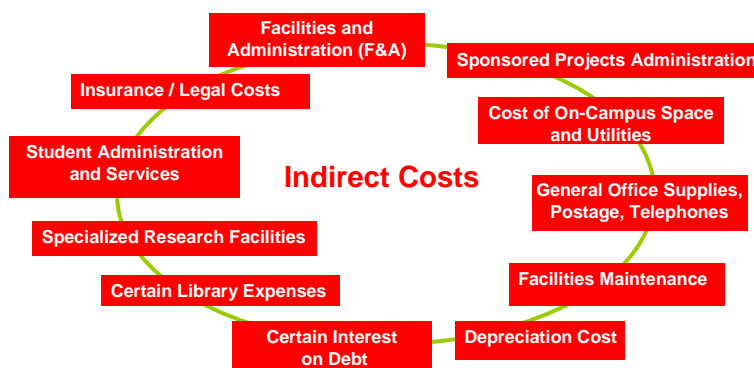 Facilities and
Administration (F&A)
Sponsored Projects Administration
Insurance / Legal Costs
Cost of On-Campus Space
and Utilities
Student Administration
and Services
Indirect Costs
General Office Supplies,
Postage, Telephones
Specialized Research Facilities
Facilities Maintenance
Certain Library Expenses
Certain Interest
on Debt
Depreciation Cost